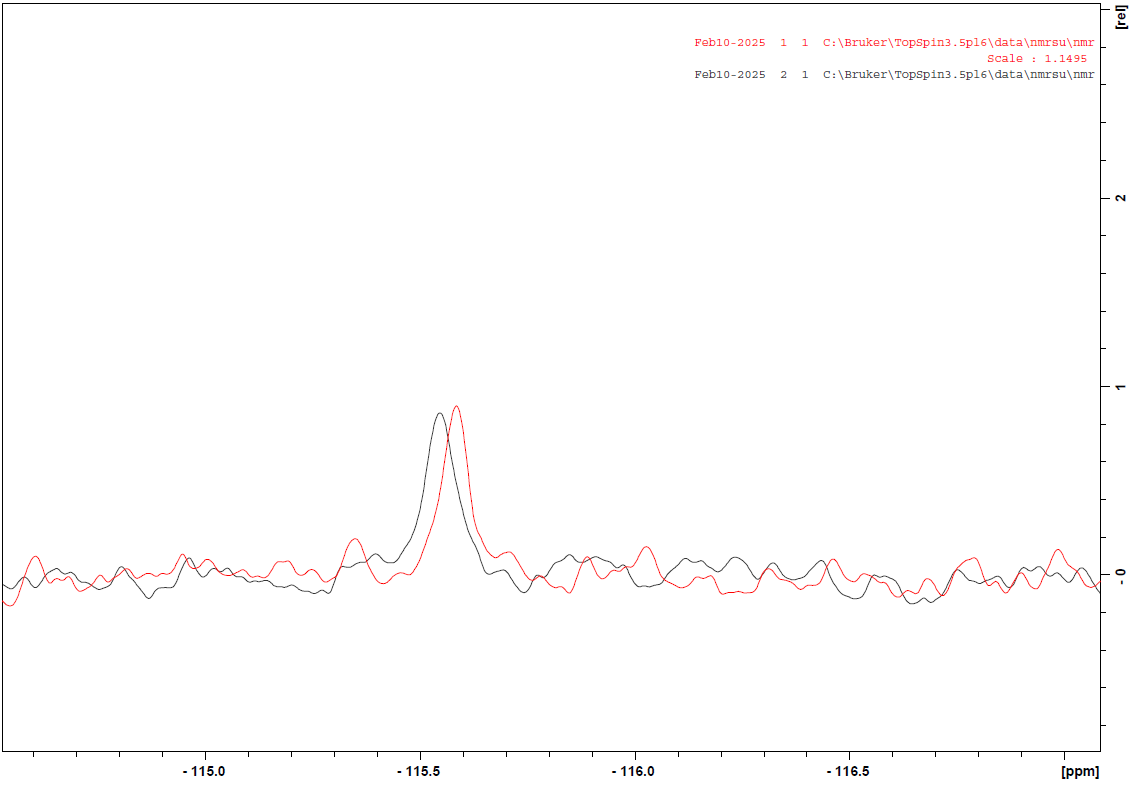 [rel]
Feb10-2025 1 1 C:\Bruker\TopSpin3.5pl6\data\nmrsu\nmr
Scale : 1.1495
Feb10-2025 2 1 C:\Bruker\TopSpin3.5pl6\data\nmrsu\nmr
2
1
- 0
- 115.0 - 115.5 - 116.0 - 116.5 [ppm]